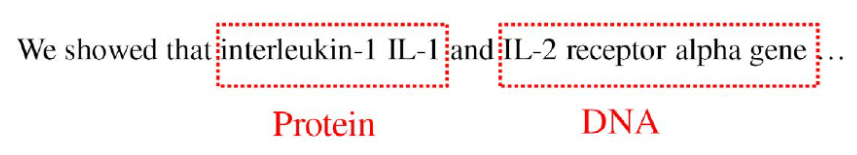 We showed that interleukin-1 IL-1 and IL-2 receptor alpha gene ...
Protein DNA